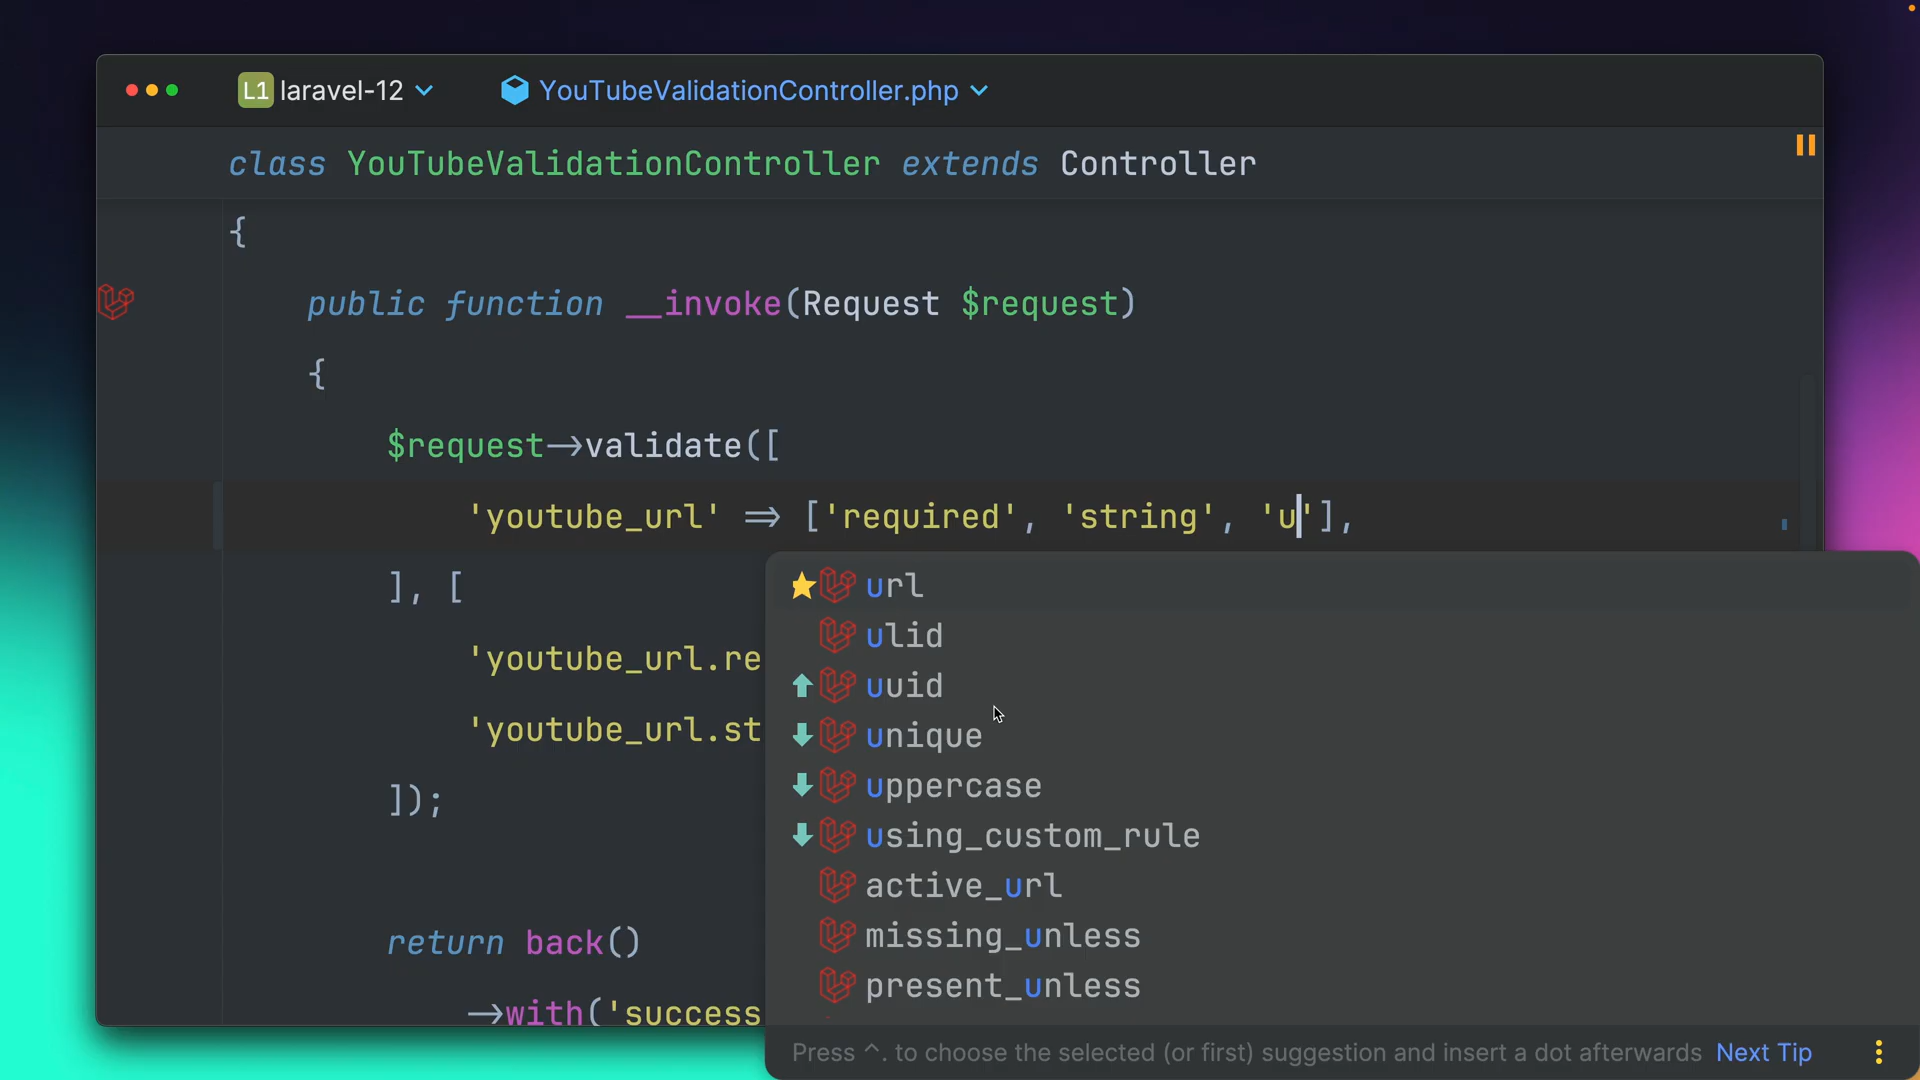 L1 laravel-12 YouTubeValidationController.php
class YouTubeValidationController extends Controller
{
public function __invoke(Request $request)
{
$request→validate([
'youtube_url' ⇒ ['required', 'string', 'u'],
], [
'youtube_url.re
'youtube_url.st
]);
return back()
→with('success
url
ulid
uuid
unique
uppercase
using_custom_rule
active_url
missing_unless
present_unless
Press ^. to choose the selected (or first) suggestion and insert a dot afterwards Next Tip